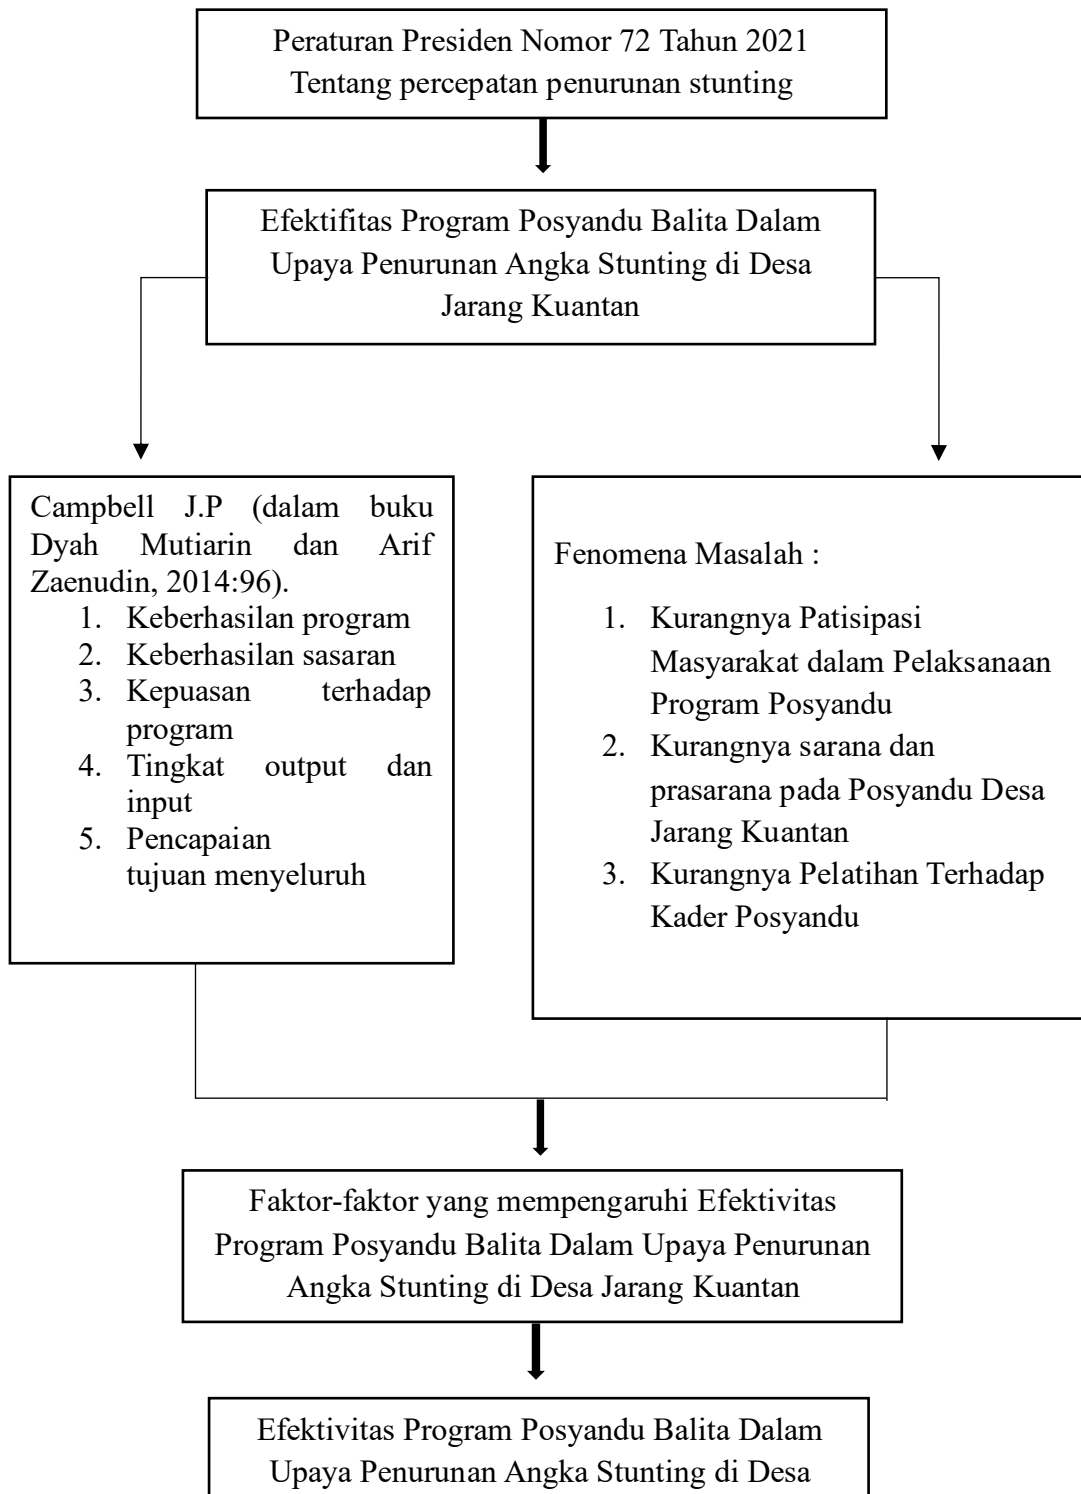 Peraturan Presiden Nomor 72 Tahun 2021
Tentang percepatan penurunan stunting
Efektifitas Program Posyandu Balita Dalam
Upaya Penurunan Angka Stunting di Desa
Jarang Kuantan
Campbell J.P (dalam buku
Dyah Mutiarin dan Arif
Zaenudin, 2014:96).
1. Keberhasilan program
2. Keberhasilan sasaran
3. Kepuasan terhadap
program
4. Tingkat output dan
input
5. Pencapaian
tujuan menyeluruh
Fenomena Masalah :
1. Kurangnya Patisipasi
Masyarakat dalam Pelaksanaan
Program Posyandu
2. Kurangnya sarana dan
prasarana pada Posyandu Desa
Jarang Kuantan
3. Kurangnya Pelatihan Terhadap
Kader Posyandu
Faktor-faktor yang mempengaruhi Efektivitas
Program Posyandu Balita Dalam Upaya Penurunan
Angka Stunting di Desa Jarang Kuantan
Efektivitas Program Posyandu Balita Dalam
Upaya Penurunan Angka Stunting di Desa